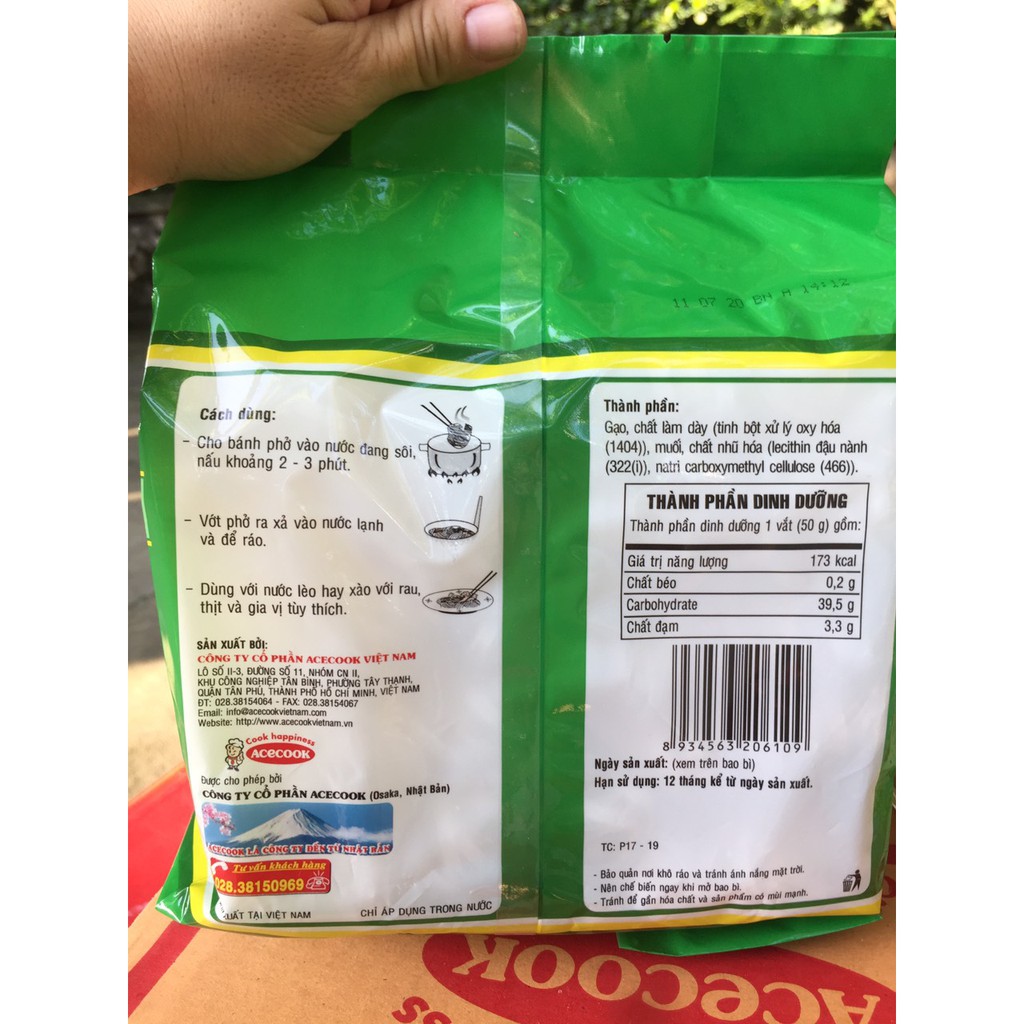 11 07 20 BN H 14:12
Cách dùng:
- Cho bánh phở vào nước đang sôi,
nấu khoảng 2 - 3 phút.
- Vớt phở ra xả vào nước lạnh
và để ráo.
- Dùng với nước lèo hay xào với rau,
thịt và gia vị tùy thích.
SẢN XUẤT BỞI:
CÔNG TY CỔ PHẦN ACECOOK VIỆT NAM
LÔ SỐ II-3, ĐƯỜNG SỐ 11, NHÓM CN II,
KHU CÔNG NGHIỆP TÂN BÌNH, PHƯỜNG TÂY THẠNH,
QUẬN TÂN PHÚ, THÀNH PHỐ HỒ CHÍ MINH, VIỆT NAM
ĐT: 028.38154064 - FAX: 028.38154067
Email: info@acecookvietnam.com
Website: http://www.acecookvietnam.vn
Cook happiness
ACECOOK
Được cho phép bởi
CÔNG TY CỔ PHẦN ACECOOK (Osaka, Nhật Bản)
ACECOOK LÀ CÔNG TY ĐẾN TỪ NHẬT BẢN
Tư vấn khách hàng
028.38150969
XUẤT TẠI VIỆT NAM
CHỈ ÁP DỤNG TRONG NƯỚC
Thành phần:
Gạo, chất làm dày (tinh bột xử lý oxy hóa
(1404)), muối, chất nhũ hóa (lecithin đậu nành
(322(i)), natri carboxymethyl cellulose (466)).
THÀNH PHẦN DINH DƯỠNG
Thành phần dinh dưỡng 1 vắt (50 g) gồm:
Giá trị năng lượng 173 kcal
Chất béo 0,2 g
Carbohydrate 39,5 g
Chất đạm 3,3 g
8 934563 206109
Ngày sản xuất: (xem trên bao bì)
Hạn sử dụng: 12 tháng kể từ ngày sản xuất.
TC: P17 - 19
- Bảo quản nơi khô ráo và tránh ánh nắng mặt trời.
- Nên chế biến ngay khi mở bao bì.
- Tránh để gần hóa chất và sản phẩm có mùi mạnh.
Acecook